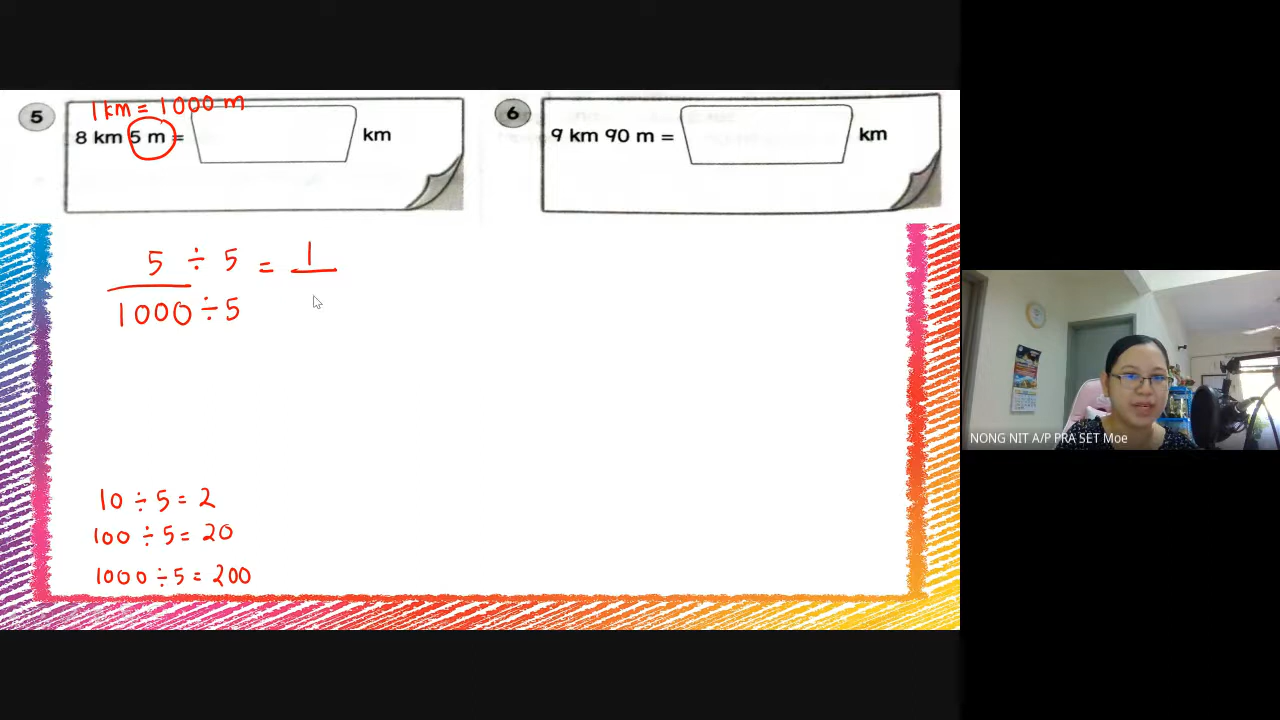 5
1 km = 1000 m
8 km 5 m = km
6
9 km 90 m = km
5 ÷ 5 = 1
1000 ÷ 5
10 ÷ 5 = 2
100 ÷ 5 = 20
1000 ÷ 5 = 200
NONG NIT A/P PRA SET Moe